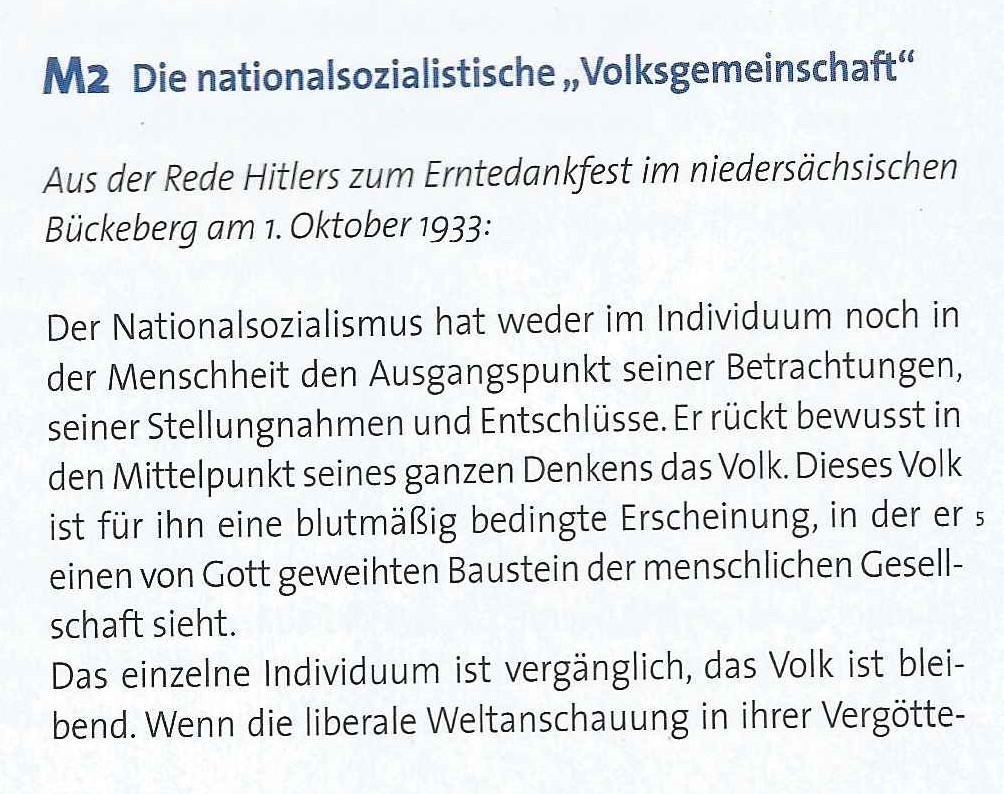 M2 Die nationalsozialistische „Volksgemeinschaft“
Aus der Rede Hitlers zum Erntedankfest im niedersächsischen
Bückeberg am 1. Oktober 1933:
Der Nationalsozialismus hat weder im Individuum noch in
der Menschheit den Ausgangspunkt seiner Betrachtungen,
seiner Stellungnahmen und Entschlüsse. Er rückt bewusst in
den Mittelpunkt seines ganzen Denkens das Volk. Dieses Volk
ist für ihn eine blutmäßig bedingte Erscheinung, in der er 5
einen von Gott geweihten Baustein der menschlichen Gesell-
schaft sieht.
Das einzelne Individuum ist vergänglich, das Volk ist blei-
bend. Wenn die liberale Weltanschauung in ihrer Vergötte-